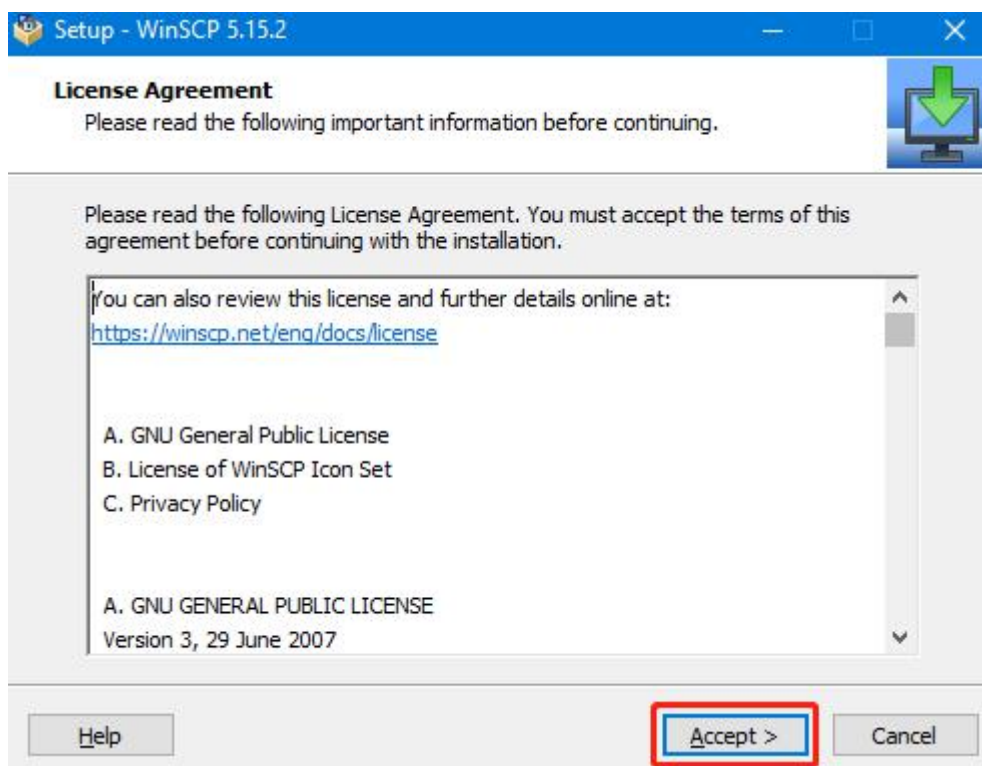 Setup - WinSCP 5.15.2
License Agreement
Please read the following important information before continuing.
Please read the following License Agreement. You must accept the terms of this
agreement before continuing with the installation.
You can also review this license and further details online at:
https://winscp.net/eng/docs/license
A. GNU General Public License
B. License of WinSCP Icon Set
C. Privacy Policy
A. GNU GENERAL PUBLIC LICENSE
Version 3, 29 June 2007
Help
Accept >
Cancel